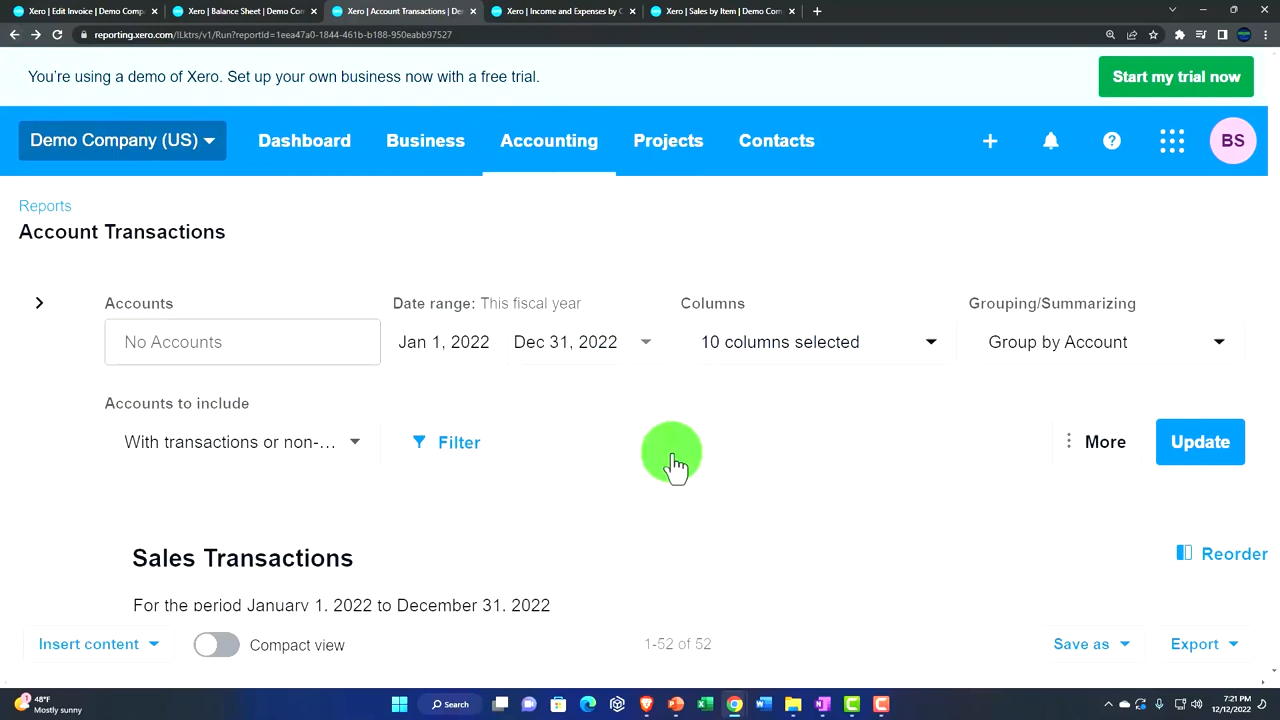 Xero | Edit Invoice | Demo Comp
Xero | Balance Sheet | Demo Con
Xero | Account Transactions | De
Xero | Income and Expenses by C
Xero | Sales by Item | Demo Com
reporting.xero.com/!Lktrs/v1/Run?reportId=1eea47a0-1844-461b-b188-950eabb97527
You're using a demo of Xero. Set up your own business now with a free trial.
Start my trial now
Demo Company (US)
Dashboard
Business
Accounting
Projects
Contacts
BS
Reports
Account Transactions
Accounts
Date range: This fiscal year
Columns
Grouping/Summarizing
No Accounts
Jan 1, 2022
Dec 31, 2022
10 columns selected
Group by Account
Accounts to include
With transactions or non-...
Filter
More
Update
Sales Transactions
Reorder
For the period January 1, 2022 to December 31, 2022
Insert content
Compact view
1-52 of 52
Save as
Export
1
48°F
Mostly sunny
Search
7:21 PM
12/12/2022